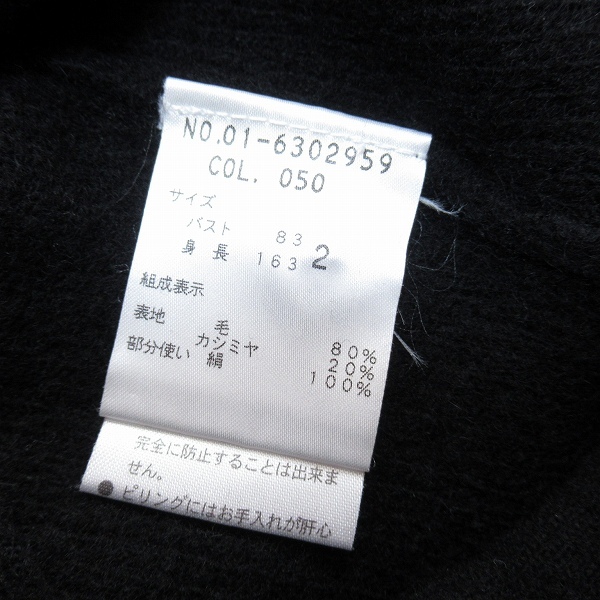 NO.01-6302959
COL. 050
サイズ
バスト 83
身長 163 2
組成表示
表地 毛 80%
カシミヤ 20%
部分使い 絹 100%
完全に防止することは出来ま
せん。
●ピリングにはお手入れが肝心